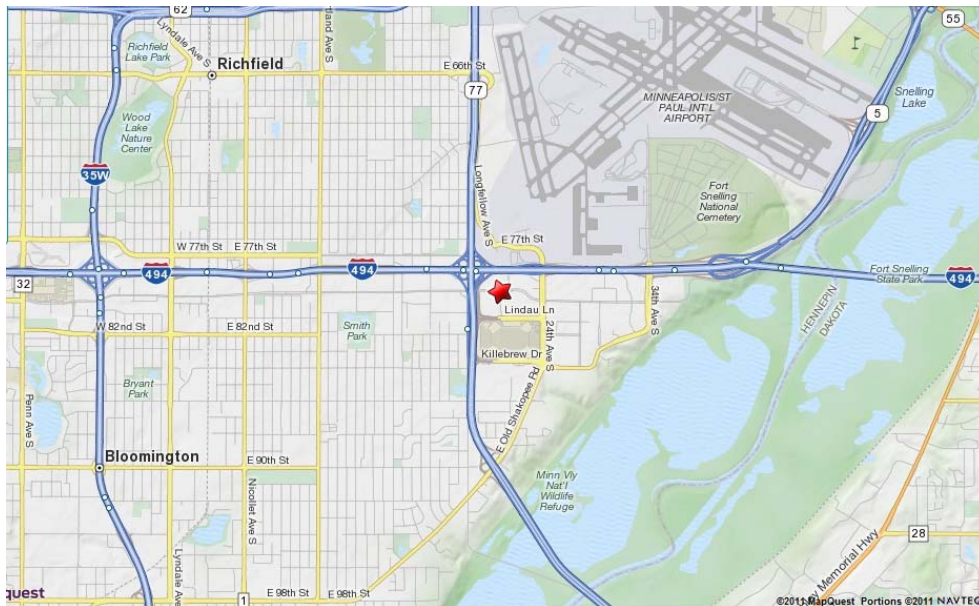 62
Lyndale Ave S
rtland Ave S
55
Richfield
Lake Park
Richfield
E 66th St
77
MINNEAPOLIS/ST
PAUL INT'L
AIRPORT
Snelling
Lake
5
Wood
Lake
Nature
Center
35W
Longfellow Ave S
Fort
Snelling
National
Cemetery
W 77th St
E 77th St
E 77th St
494
494
Fort Snelling
State Park
494
32
34th Ave S
HENNEPIN
DAKOTA
Lindau Ln
W 82nd St
E 82nd St
Smith
Park
24th Ave S
Killebrew Dr
Bryant
Park
Penn Ave S
E Old Shakopee Rd
Bloomington
E 90th St
Minn Vly
Nat'l
Wildlife
Refuge
Nicollet Ave S
Lyndale Ave S
28
y Memorial Hwy
quest
1
E 98th St
E 98th St
©2011 MapQuest Portions ©2011 NAVTEQ